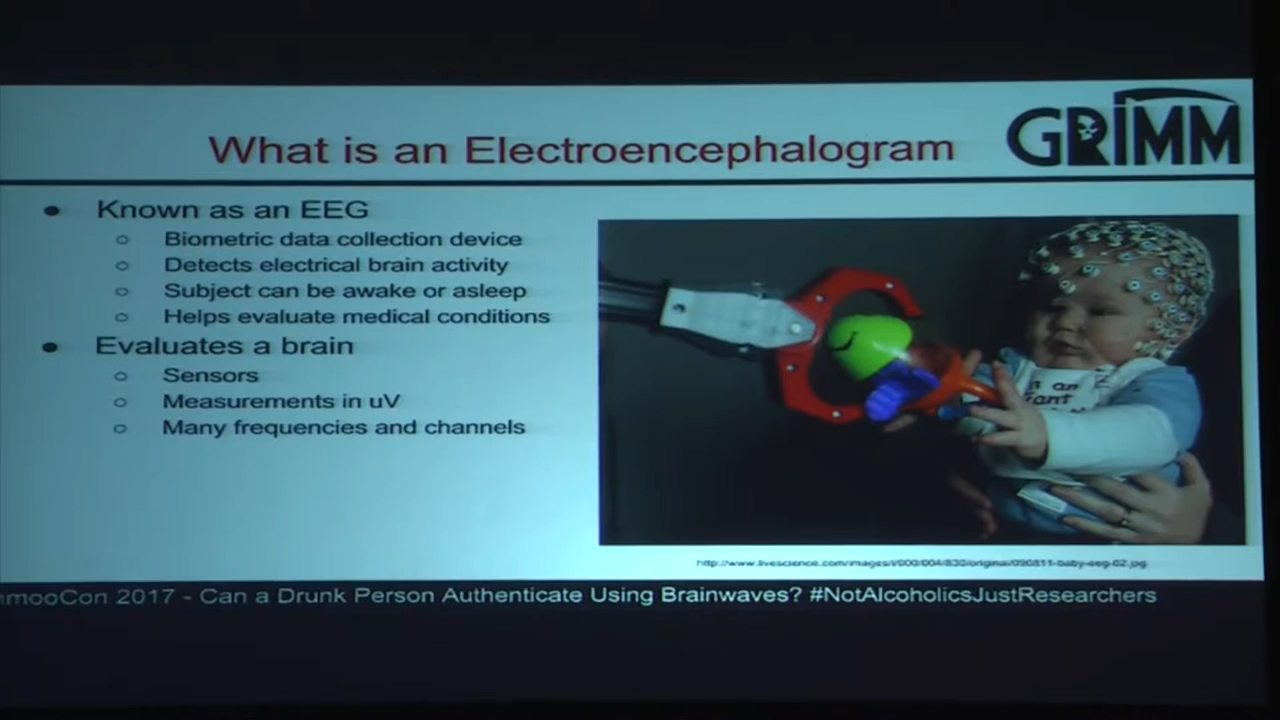 What is an Electroencephalogram
GRIMM
● Known as an EEG
○ Biometric data collection device
○ Detects electrical brain activity
○ Subject can be awake or asleep
○ Helps evaluate medical conditions
● Evaluates a brain
○ Sensors
○ Measurements in uV
○ Many frequencies and channels
http://www.livescience.com/images/i/000/004/830/original/090811-baby-eeg-02.jpg
hmooCon 2017 - Can a Drunk Person Authenticate Using Brainwaves? #NotAlcoholicsJustResearchers